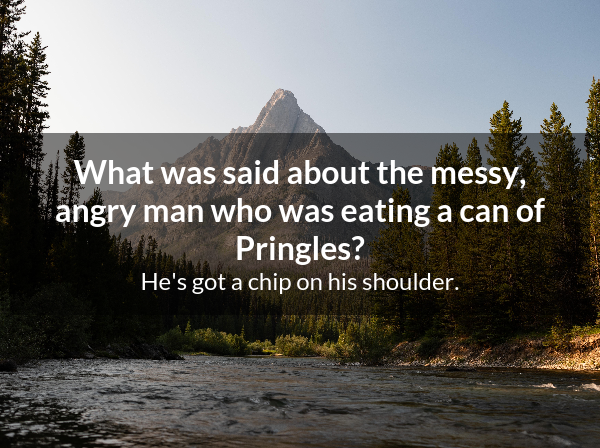 What was said about the messy,
angry man who was eating a can of
Pringles?
He's got a chip on his shoulder.